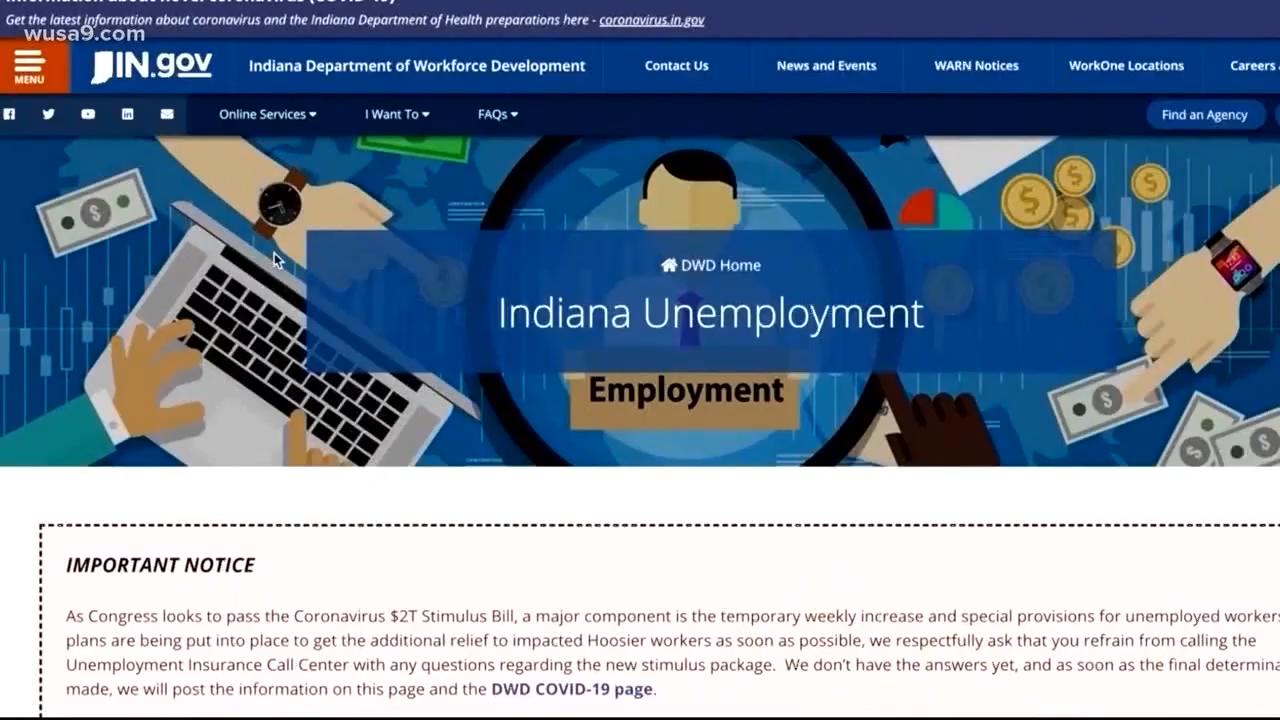 Get the latest information about coronavirus and the Indiana Department of Health preparations here - coronavirus.in.gov
wusa9.com
MENU
IN.gov
Indiana Department of Workforce Development
Contact Us
News and Events
WARN Notices
WorkOne Locations
Careers
Online Services
I Want To
FAQs
Find an Agency
DWD Home
Indiana Unemployment
Employment
IMPORTANT NOTICE
As Congress looks to pass the Coronavirus $2T Stimulus Bill, a major component is the temporary weekly increase and special provisions for unemployed workers
plans are being put into place to get the additional relief to impacted Hoosier workers as soon as possible, we respectfully ask that you refrain from calling the
Unemployment Insurance Call Center with any questions regarding the new stimulus package. We don't have the answers yet, and as soon as the final determina
made, we will post the information on this page and the DWD COVID-19 page.